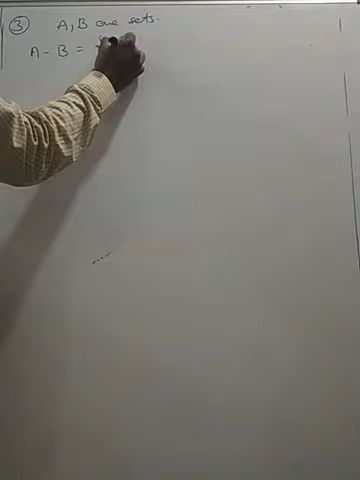 ③ A, B are sets.
A - B = {